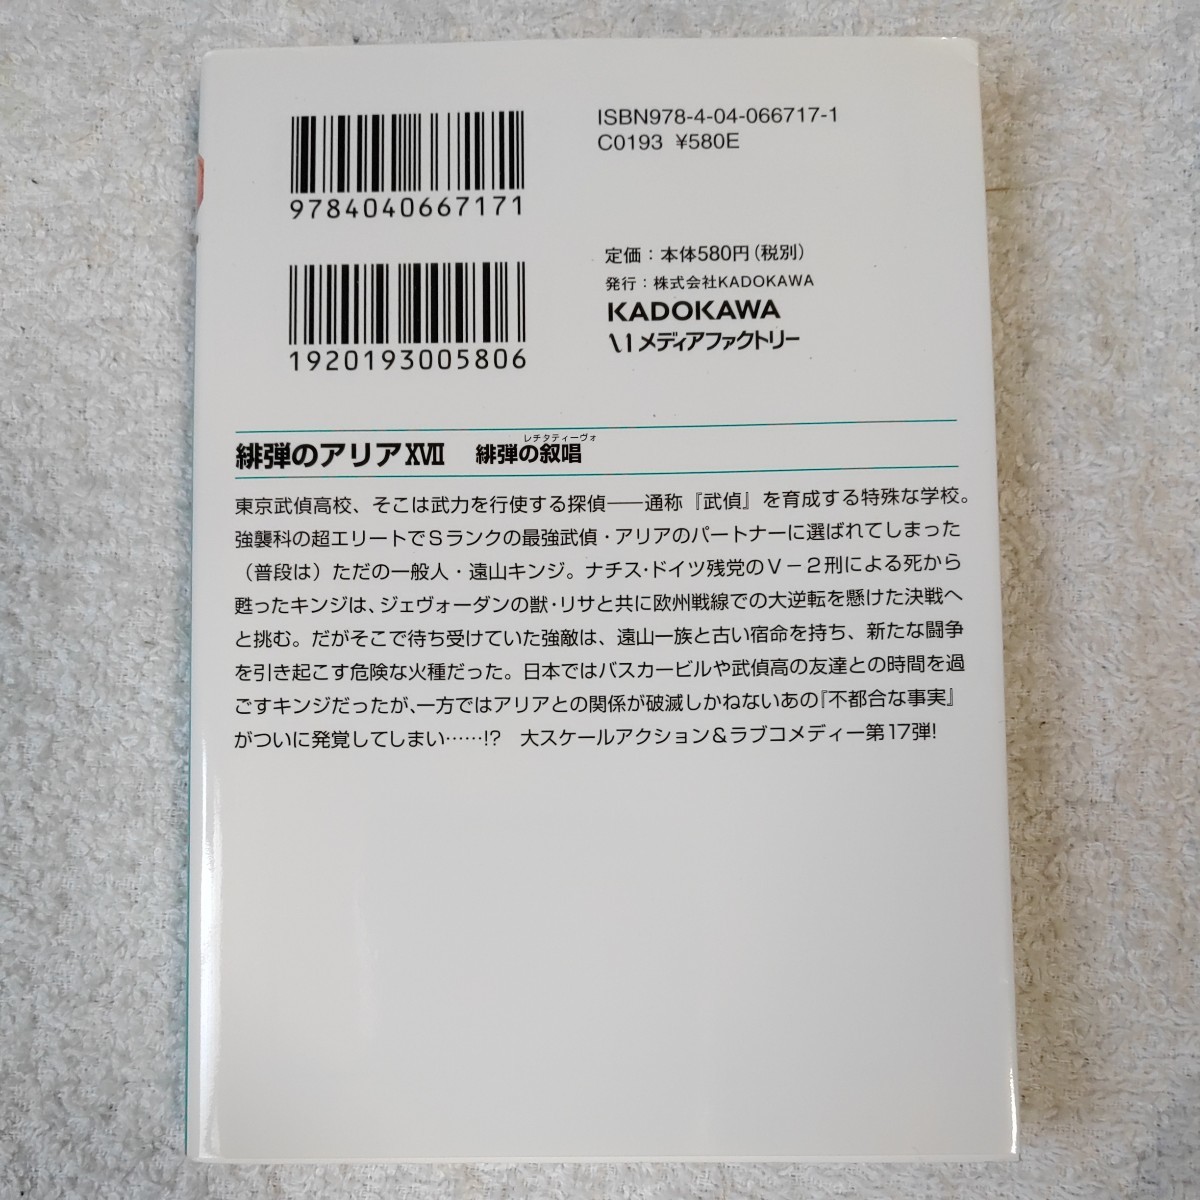 ISBN978-4-04-066717-1
C0193 ¥580E
9784040667171
定価：本体580円（税別）
発行：株式会社KADOKAWA
KADOKAWA
メディアファクトリー
1920193005806
緋弾のアリアXVII 緋弾の叙唱
レチタティーヴォ
東京武偵高校、そこは武力を行使する探偵――通称『武偵』を育成する特殊な学校。
強襲科の超エリートでSランクの最強武偵・アリアのパートナーに選ばれてしまった
（普段は）ただの一般人・遠山キンジ。ナチス・ドイツ残党のV－2刑による死から
甦ったキンジは、ジェヴォーダンの獣・リサと共に欧州戦線での大逆転を懸けた決戦へ
と挑む。だがそこで待ち受けていた強敵は、遠山一族と古い宿命を持ち、新たな闘争
を引き起こす危険な火種だった。日本ではバスカービルや武偵高の友達との時間を過
ごすキンジだったが、一方ではアリアとの関係が破滅しかねないあの『不都合な事実』
がついに発覚してしまい……!?　大スケールアクション＆ラブコメディー第17弾!